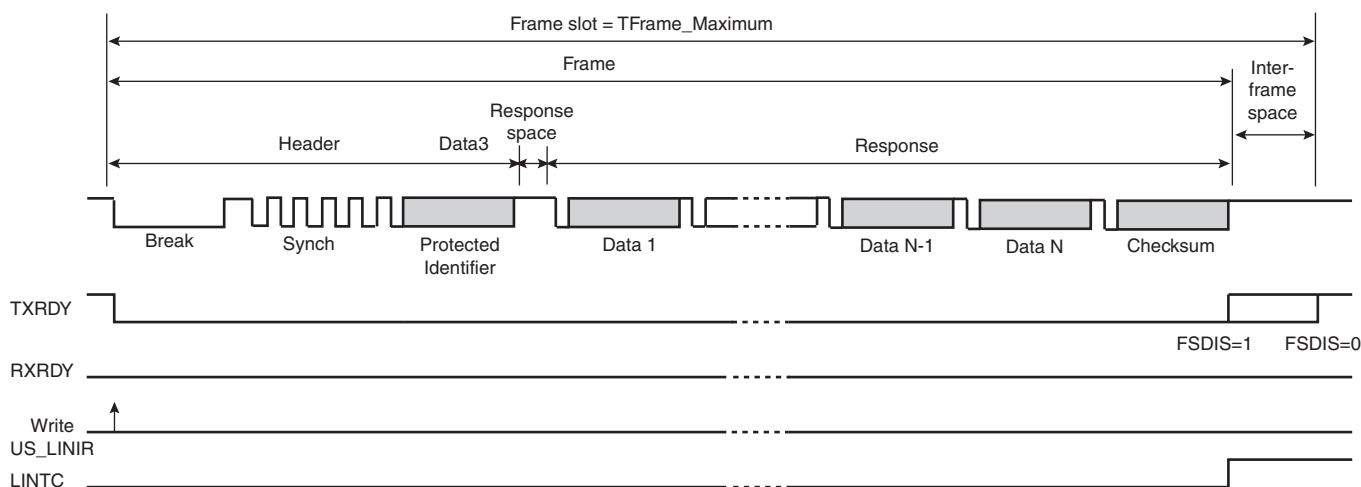 Frame slot = TFrame_Maximum
Frame
Inter-
frame
space
Response
space
Header
Data3
Response
Break
Synch
Protected
Identifier
Data 1
Data N-1
Data N
Checksum
TXRDY
FSDIS=1
FSDIS=0
RXRDY
Write
US_LINIR
LINTC